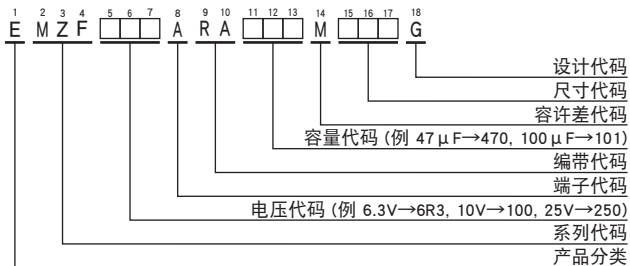 1 2 3 4 5 6 7 8 9 10 11 12 13 14 15 16 17 18
E M Z F □□□ A R A □□□ M □□□ G
设计代码
尺寸代码
容许差代码
容量代码 (例 47μF→470, 100μF→101)
编带代码
端子代码
电压代码 (例 6.3V→6R3, 10V→100, 25V→250)
系列代码
产品分类